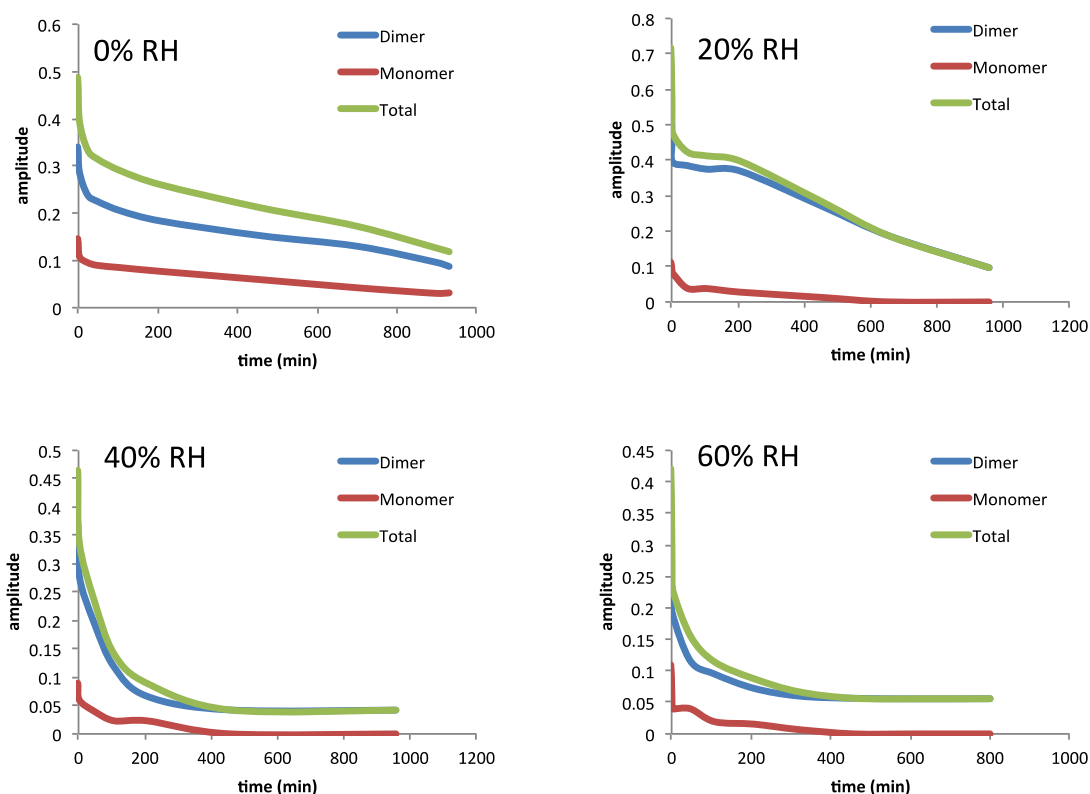 0% RH
Dimer
Monomer
Total
amplitude
0.6
0.5
0.4
0.3
0.2
0.1
0
0 200 400 600 800 1000
time (min)
20% RH
Dimer
Monomer
Total
amplitude
0.8
0.7
0.6
0.5
0.4
0.3
0.2
0.1
0
0 200 400 600 800 1000 1200
time (min)
40% RH
Dimer
Monomer
Total
amplitude
0.5
0.45
0.4
0.35
0.3
0.25
0.2
0.15
0.1
0.05
0
0 200 400 600 800 1000 1200
time (min)
60% RH
Dimer
Monomer
Total
amplitude
0.45
0.4
0.35
0.3
0.25
0.2
0.15
0.1
0.05
0
0 200 400 600 800 1000
time (min)